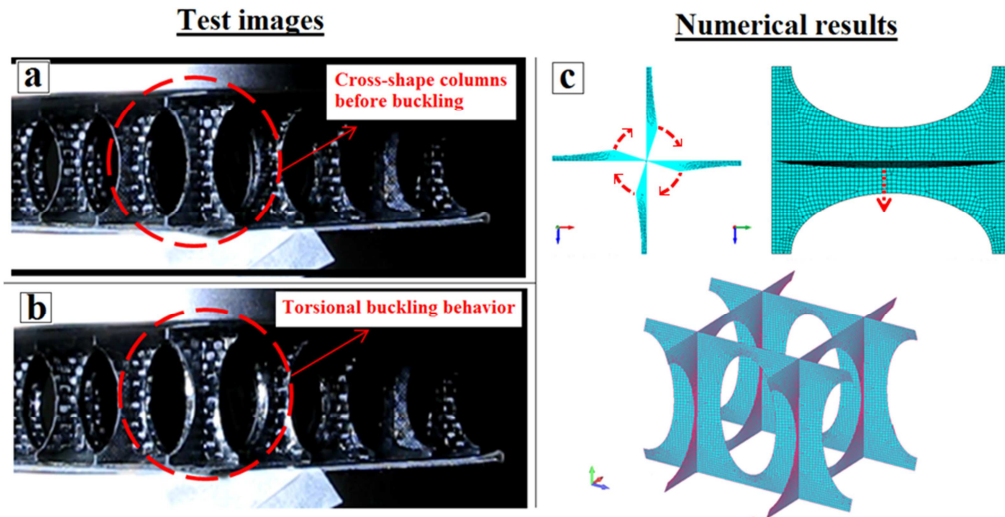 Test images
Numerical results
a
Cross-shape columns
before buckling
b
Torsional buckling behavior
c